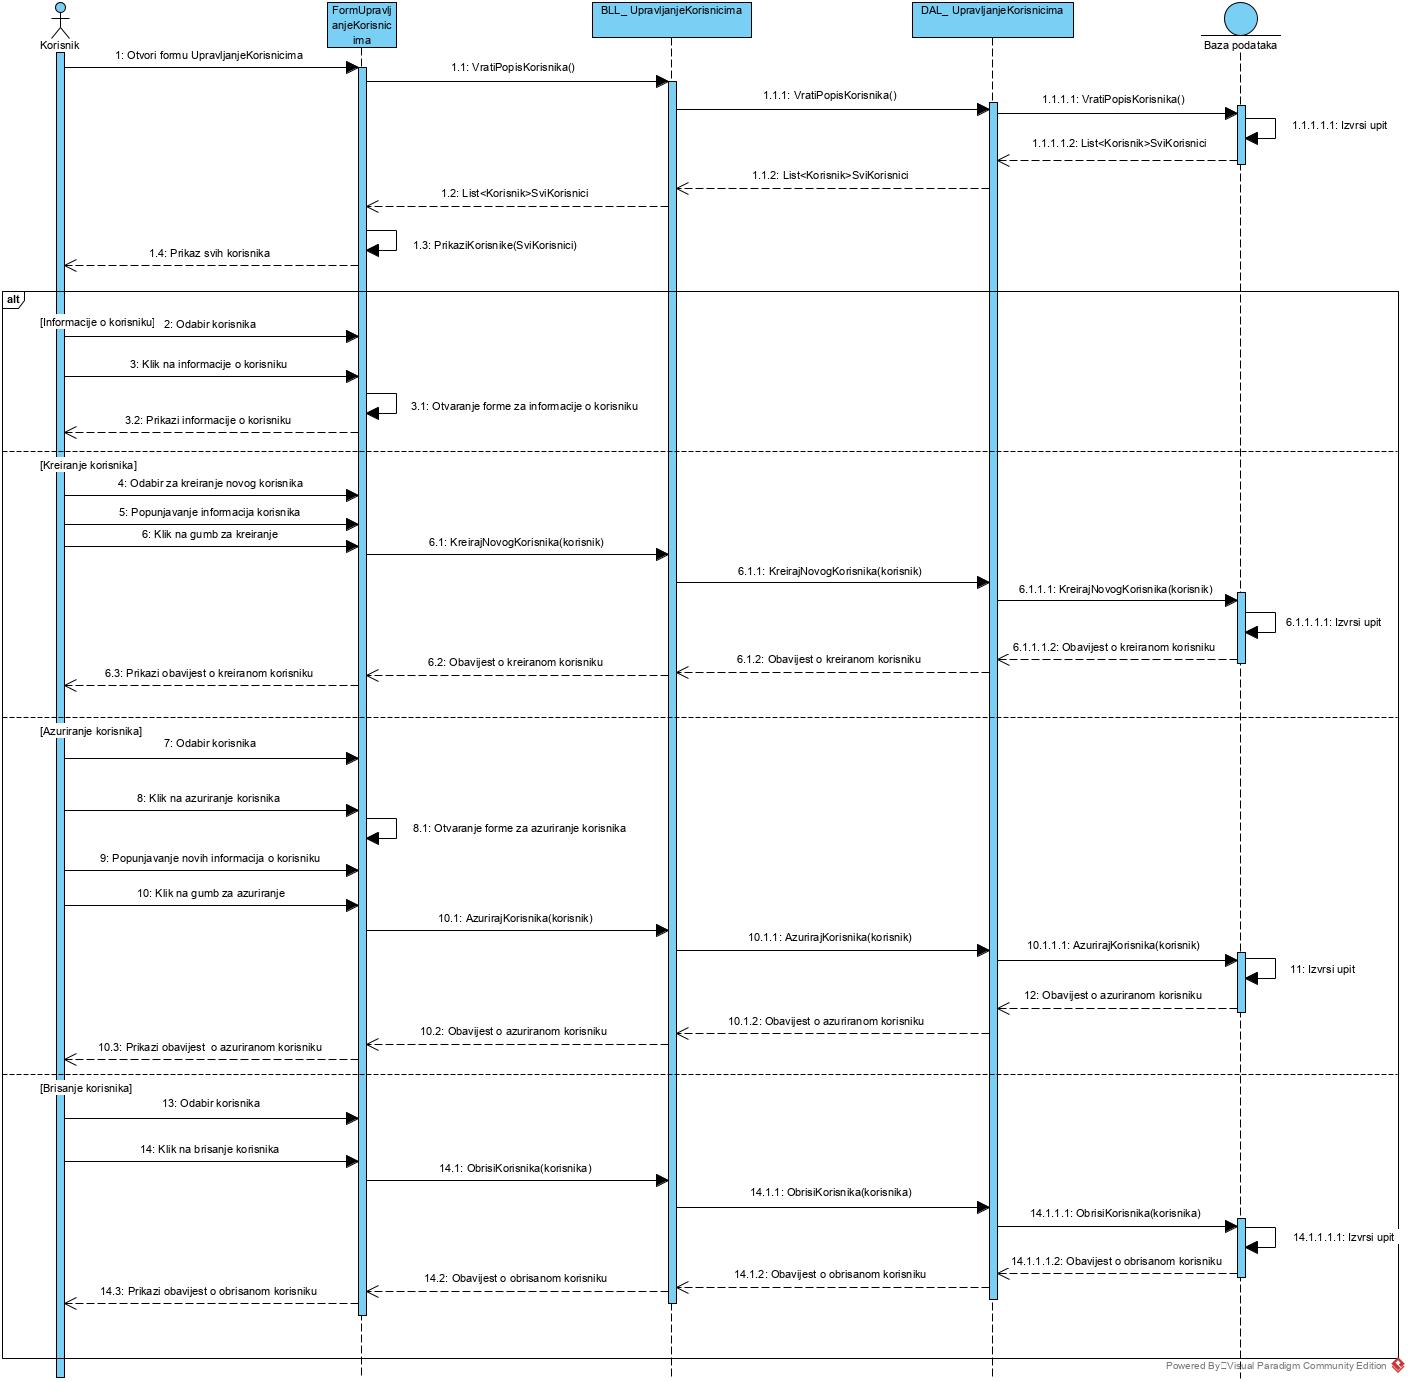 Korisnik
FormUpravlj
anjeKorisnic
ima
BLL_ UpravljanjeKorisnicima
DAL_ UpravljanjeKorisnicima
Baza podataka
1: Otvori formu UpravljanjeKorisnicima
1.1: VratiPopisKorisnika()
1.1.1: VratiPopisKorisnika()
1.1.1.1: VratiPopisKorisnika()
1.1.1.1.1: Izvrsi upit
1.1.1.1.2: List<Korisnik>SviKorisnici
1.1.2: List<Korisnik>SviKorisnici
1.2: List<Korisnik>SviKorisnici
1.3: PrikaziKorisnike(SviKorisnici)
1.4: Prikaz svih korisnika
alt
[Informacije o korisniku]
2: Odabir korisnika
3: Klik na informacije o korisniku
3.1: Otvaranje forme za informacije o korisniku
3.2: Prikazi informacije o korisniku
[Kreiranje korisnika]
4: Odabir za kreiranje novog korisnika
5: Popunjavanje informacija korisnika
6: Klik na gumb za kreiranje
6.1: KreirajNovogKorisnika(korisnik)
6.1.1: KreirajNovogKorisnika(korisnik)
6.1.1.1: KreirajNovogKorisnika(korisnik)
6.1.1.1.1: Izvrsi upit
6.1.1.1.2: Obavijest o kreiranom korisniku
6.1.2: Obavijest o kreiranom korisniku
6.2: Obavijest o kreiranom korisniku
6.3: Prikazi obavijest o kreiranom korisniku
[Azuriranje korisnika]
7: Odabir korisnika
8: Klik na azuriranje korisnika
8.1: Otvaranje forme za azuriranje korisnika
9: Popunjavanje novih informacija o korisniku
10: Klik na gumb za azuriranje
10.1: AzurirajKorisnika(korisnik)
10.1.1: AzurirajKorisnika(korisnik)
10.1.1.1: AzurirajKorisnika(korisnik)
11: Izvrsi upit
12: Obavijest o azuriranom korisniku
10.1.2: Obavijest o azuriranom korisniku
10.2: Obavijest o azuriranom korisniku
10.3: Prikazi obavijest  o azuriranom korisniku
[Brisanje korisnika]
13: Odabir korisnika
14: Klik na brisanje korisnika
14.1: ObrisiKorisnika(korisnika)
14.1.1: ObrisiKorisnika(korisnika)
14.1.1.1: ObrisiKorisnika(korisnika)
14.1.1.1.1: Izvrsi upit
14.1.1.1.2: Obavijest o obrisanom korisniku
14.1.2: Obavijest o obrisanom korisniku
14.2: Obavijest o obrisanom korisniku
14.3: Prikazi obavijest o obrisanom korisniku
Powered By Visual Paradigm Community Edition